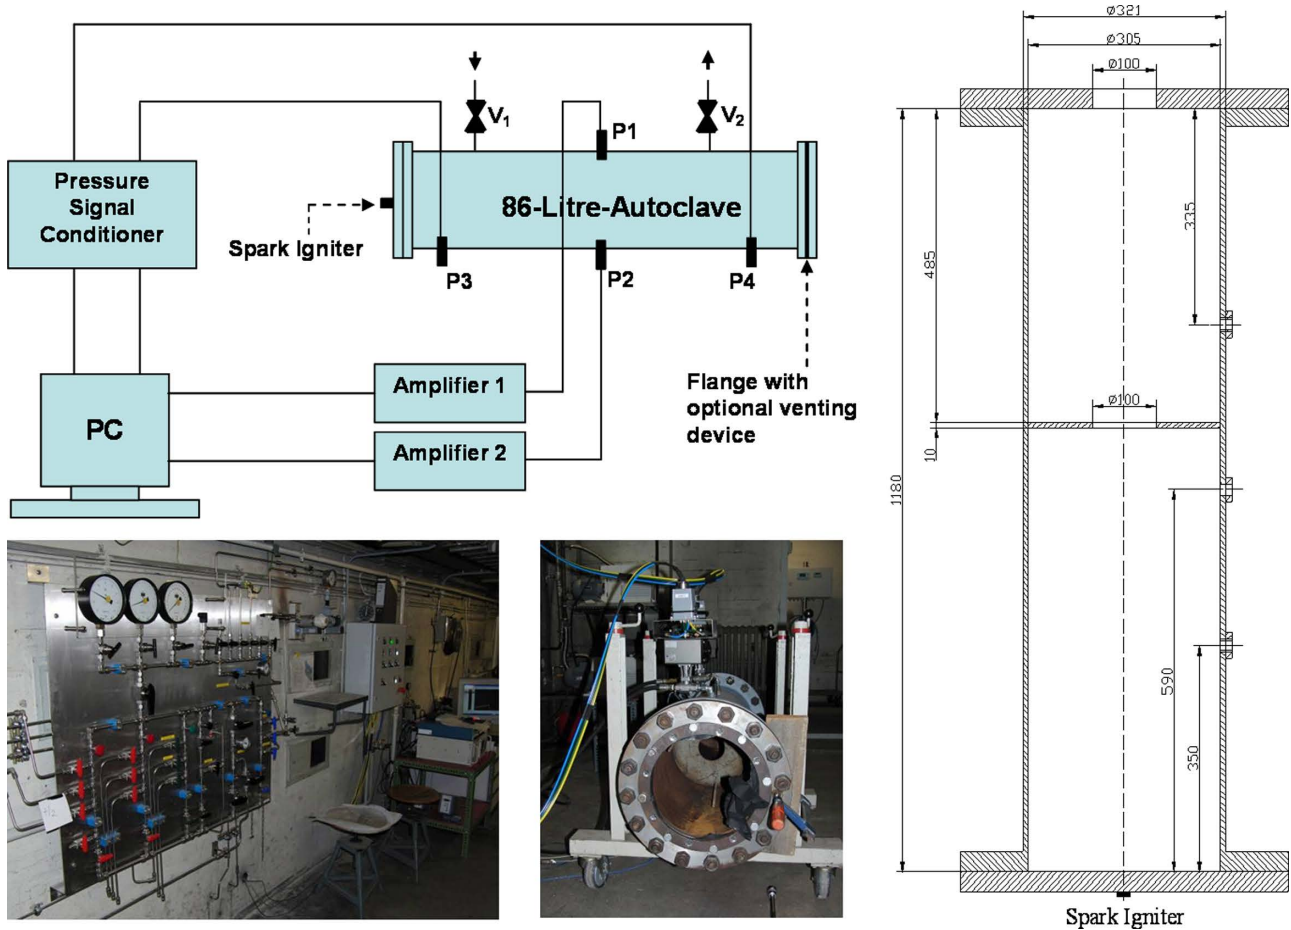 V1
V2
P1
Pressure
Signal
Conditioner
86-Litre-Autoclave
Spark Igniter
P3
P2
P4
PC
Amplifier 1
Amplifier 2
Flange with
optional venting
device
ø321
ø305
ø100
335
485
ø100
10
1180
590
350
Spark Igniter